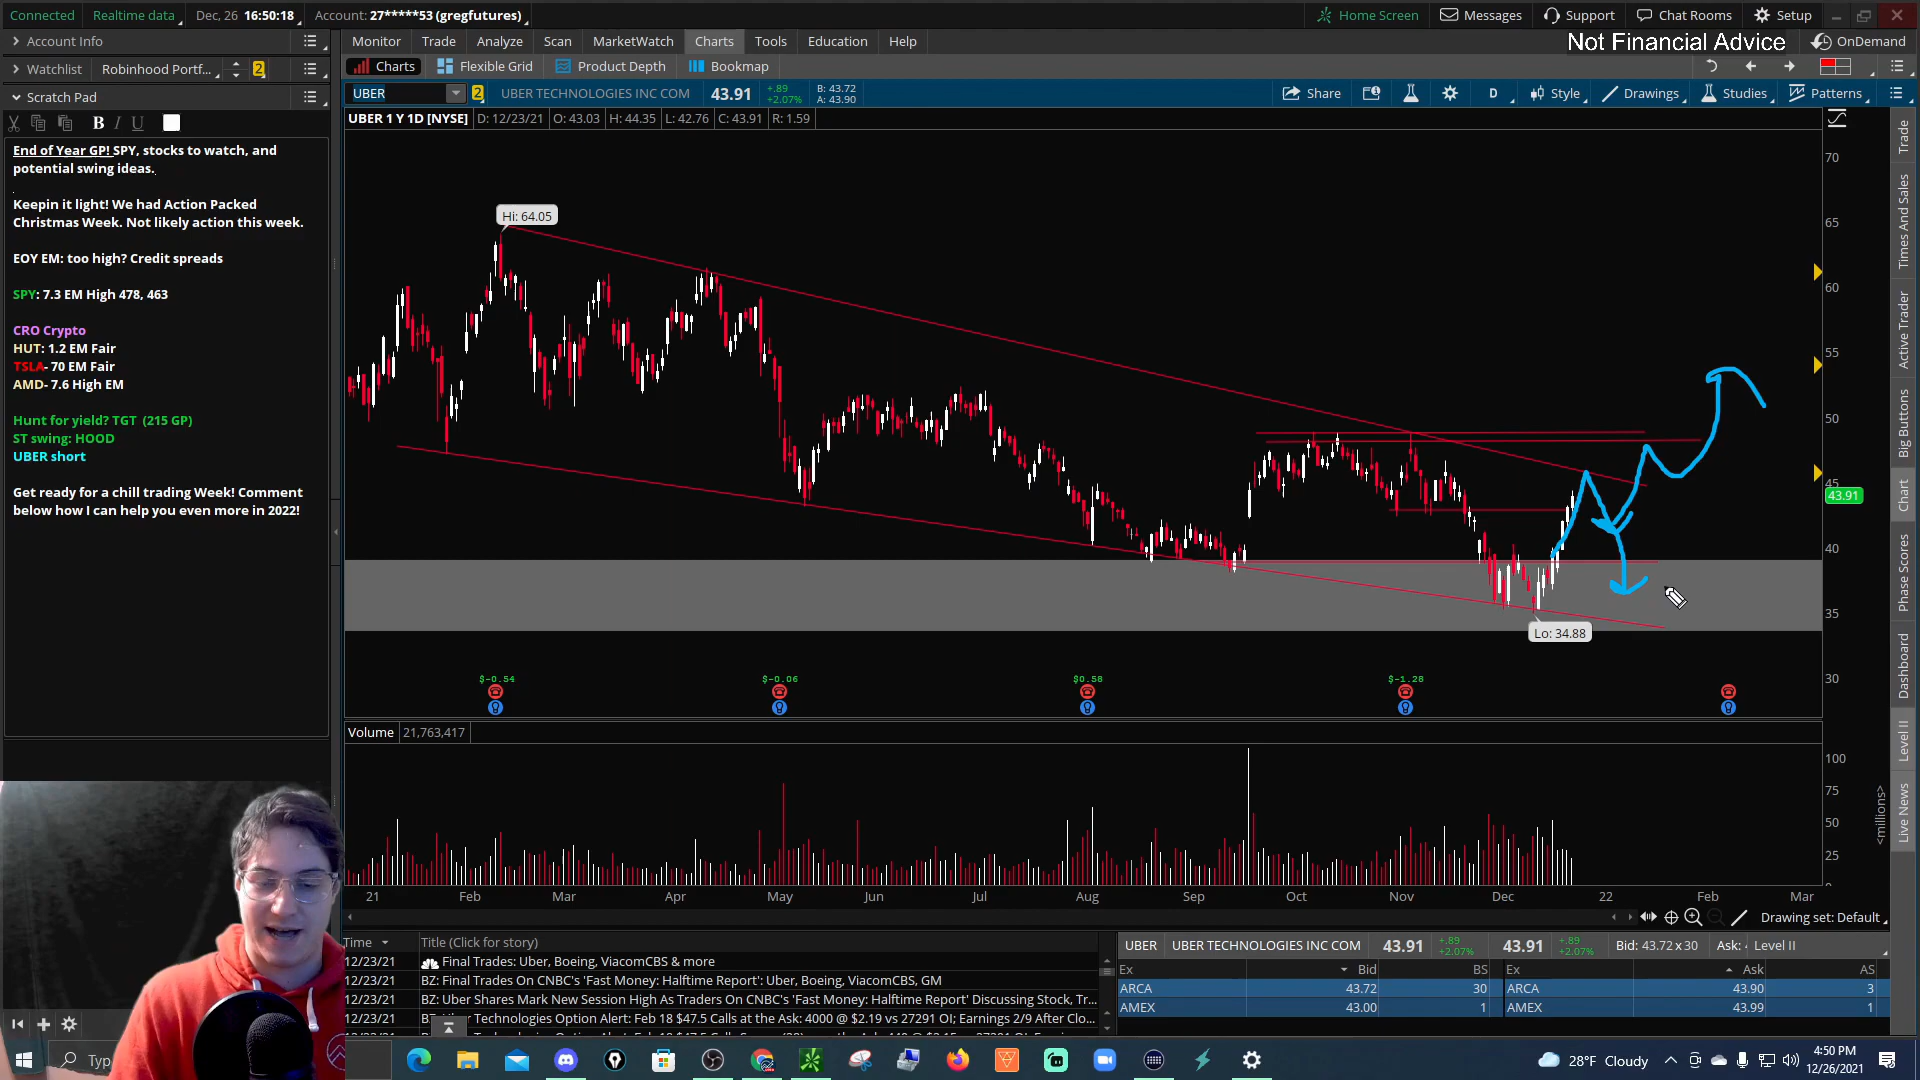 Connected
Realtime data
Dec, 26 16:50:18
Account: 27*****53 (gregfutures)
Home Screen
Messages
Support
Chat Rooms
Setup
Account Info
Monitor Trade Analyze Scan MarketWatch Charts Tools Education Help
Not Financial Advice
OnDemand
Watchlist Robinhood Portf... 2
Charts Flexible Grid Product Depth Bookmap
Scratch Pad
UBER 2 UBER TECHNOLOGIES INC COM 43.91 +.89 +2.07% B: 43.72 A: 43.90
Share D Style Drawings Studies Patterns
B I U
UBER 1 Y 1D [NYSE] D: 12/23/21 O: 43.03 H: 44.35 L: 42.76 C: 43.91 R: 1.59
End of Year GP! SPY, stocks to watch, and
potential swing ideas.
Keepin it light! We had Action Packed
Christmas Week. Not likely action this week.
EOY EM: too high? Credit spreads
SPY: 7.3 EM High 478, 463
CRO Crypto
HUT: 1.2 EM Fair
TSLA- 70 EM Fair
AMD- 7.6 High EM
Hunt for yield? TGT (215 GP)
ST swing: HOOD
UBER short
Get ready for a chill trading Week! Comment
below how I can help you even more in 2022!
Hi: 64.05
Lo: 34.88
70
65
60
55
50
45
43.91
40
35
30
$-0.54
$-0.06
$0.58
$-1.28
Volume 21,763,417
100
75
50
25
<millions>
21 Feb Mar Apr May Jun Jul Aug Sep Oct Nov Dec 22 Feb Mar
Drawing set: Default
Trade
Times And Sales
Active Trader
Big Buttons
Chart
Phase Scores
Dashboard
Level II
Live News
Time Title (Click for story)
12/23/21 Final Trades: Uber, Boeing, ViacomCBS & more
12/23/21 BZ: Final Trades On CNBC's 'Fast Money: Halftime Report': Uber, Boeing, ViacomCBS, GM
12/23/21 BZ: Uber Shares Mark New Session High As Traders On CNBC's 'Fast Money: Halftime Report' Discussing Stock, Tr...
12/23/21 BZ: Uber Technologies Option Alert: Feb 18 $47.5 Calls at the Ask: 4000 @ $2.19 vs 27291 OI; Earnings 2/9 After Clo...
UBER UBER TECHNOLOGIES INC COM 43.91 +.89 +2.07% 43.91 +.89 +2.07% Bid: 43.72 x 30 Ask: Level II
Ex Bid BS Ex Ask AS
ARCA 43.72 30 ARCA 43.90 3
AMEX 43.00 1 AMEX 43.99 1
Typ
28°F Cloudy
4:50 PM
12/26/2021